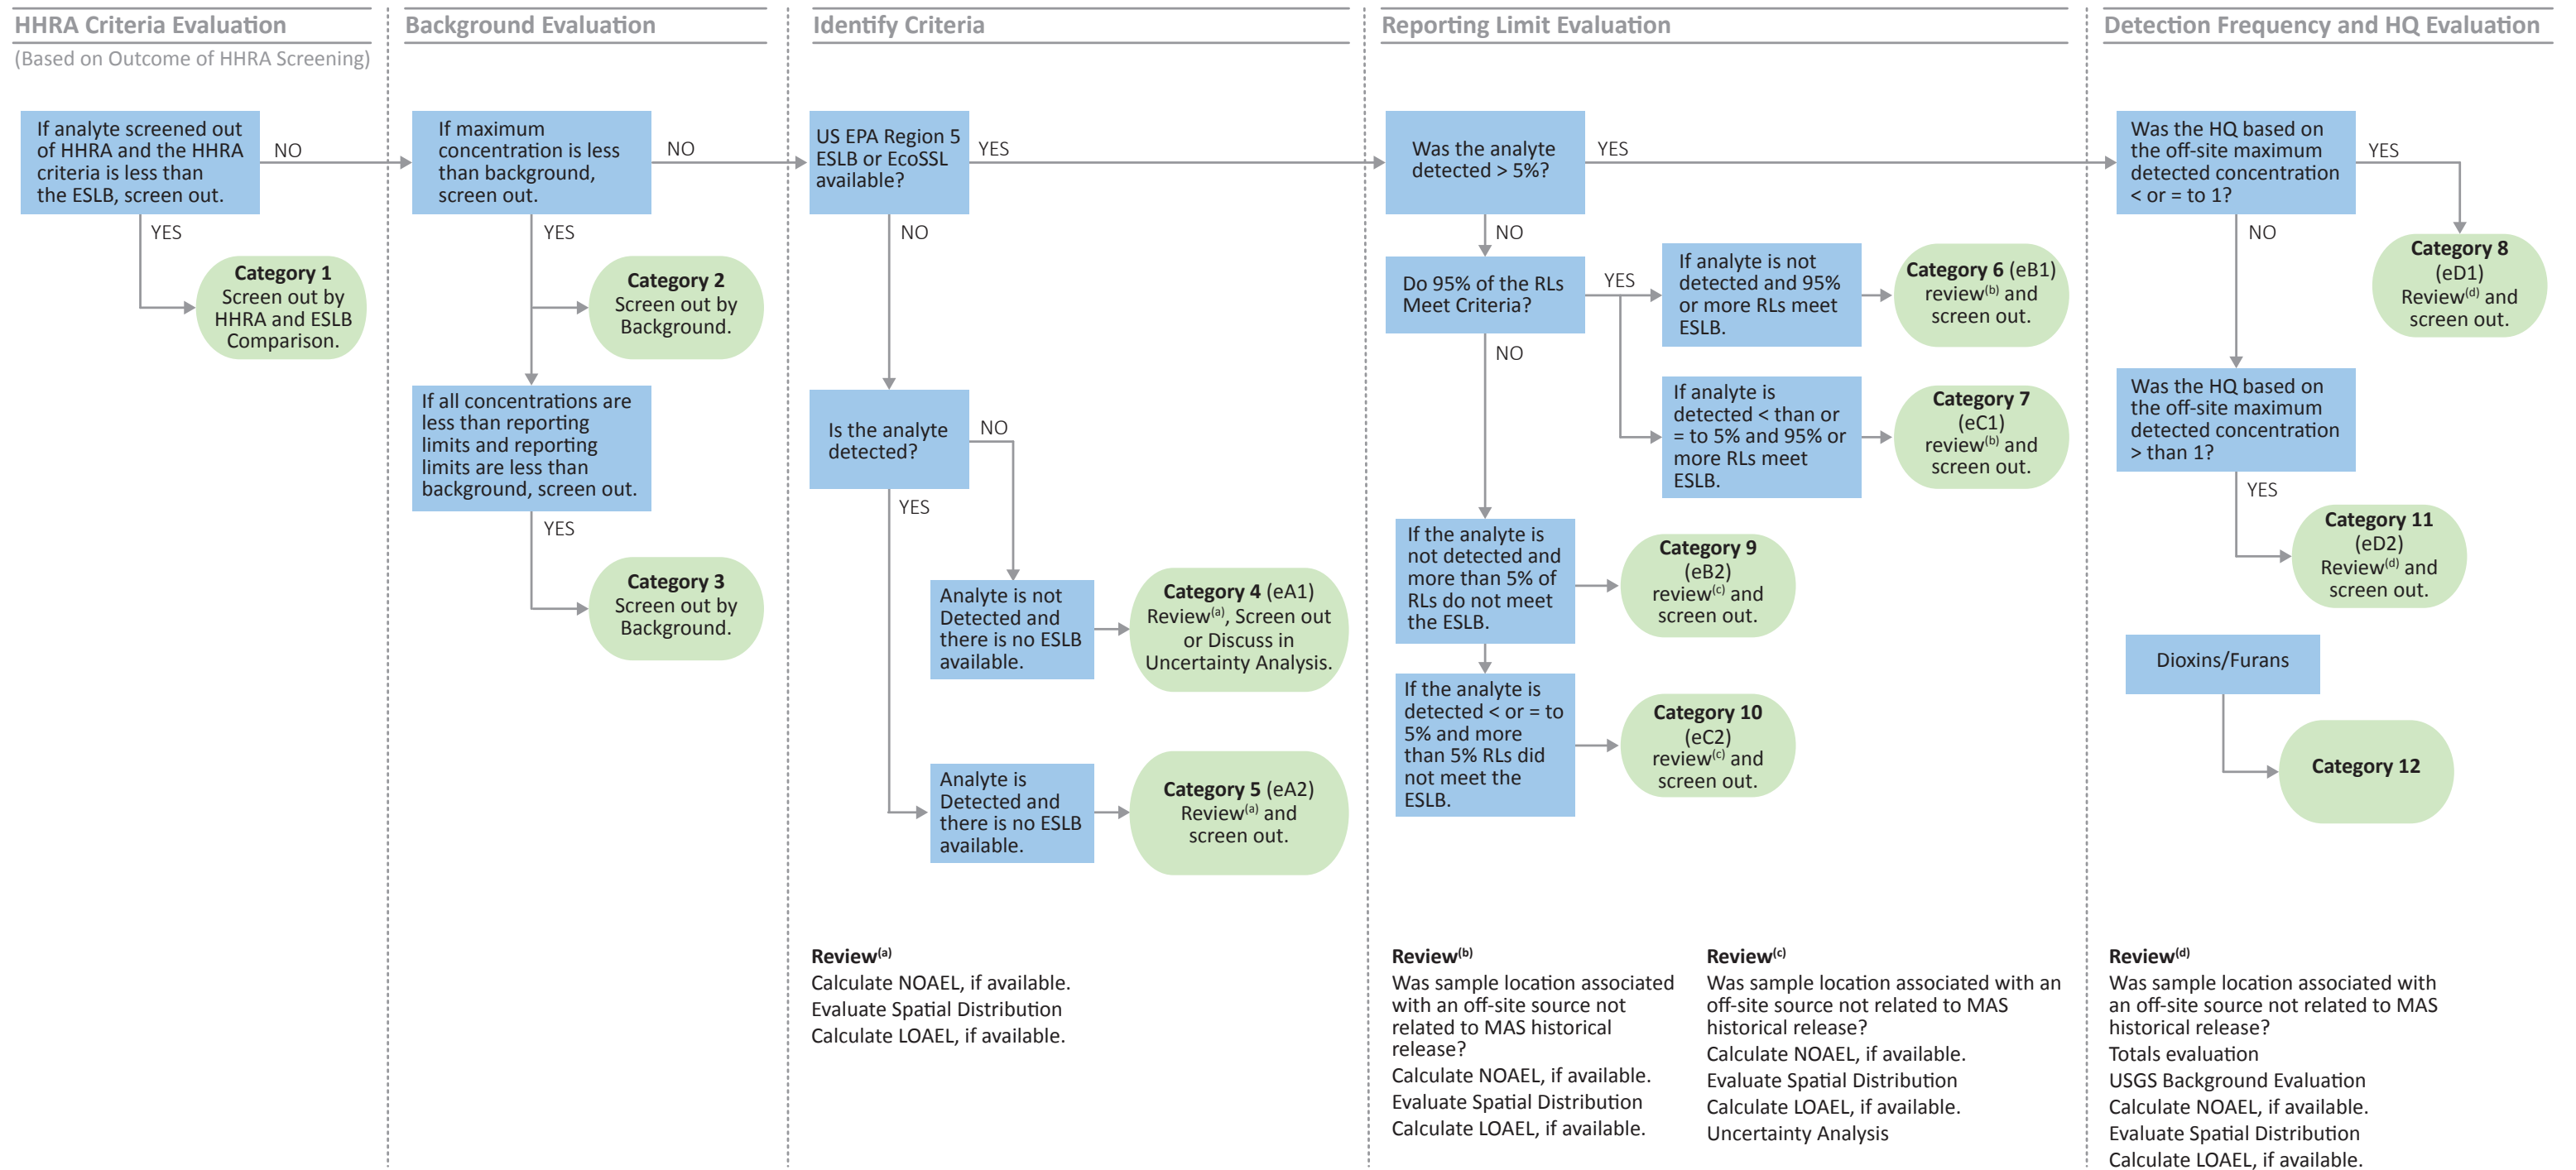 HHRA Criteria Evaluation
(Based on Outcome of HHRA Screening)
If analyte screened out
of HHRA and the HHRA
criteria is less than
the ESLB, screen out.
NO
YES
Category 1
Screen out by
HHRA and ESLB
Comparison.
Background Evaluation
If maximum
concentration is less
than background,
screen out.
NO
YES
Category 2
Screen out by
Background.
If all concentrations are
less than reporting
limits and reporting
limits are less than
background, screen out.
YES
Category 3
Screen out by
Background.
Identify Criteria
US EPA Region 5
ESLB or EcoSSL
available?
YES
NO
Is the analyte
detected?
NO
YES
Analyte is not
Detected and
there is no ESLB
available.
Category 4 (eA1)
Review(a), Screen out
or Discuss in
Uncertainty Analysis.
Analyte is
Detected and
there is no ESLB
available.
Category 5 (eA2)
Review(a) and
screen out.
Review(a)
Calculate NOAEL, if available.
Evaluate Spatial Distribution
Calculate LOAEL, if available.
Reporting Limit Evaluation
Was the analyte
detected > 5%?
YES
NO
Do 95% of the RLs
Meet Criteria?
YES
NO
If analyte is not
detected and 95%
or more RLs meet
ESLB.
Category 6 (eB1)
review(b) and
screen out.
If analyte is
detected < than or
= to 5% and 95% or
more RLs meet
ESLB.
Category 7
(eC1)
review(b) and
screen out.
If the analyte is
not detected and
more than 5% of
RLs do not meet
the ESLB.
Category 9
(eB2)
review(c) and
screen out.
If the analyte is
detected < or = to
5% and more
than 5% RLs did
not meet the
ESLB.
Category 10
(eC2)
review(c) and
screen out.
Review(b)
Was sample location associated
with an off-site source not
related to MAS historical
release?
Calculate NOAEL, if available.
Evaluate Spatial Distribution
Calculate LOAEL, if available.
Review(c)
Was sample location associated with an
off-site source not related to MAS
historical release?
Calculate NOAEL, if available.
Evaluate Spatial Distribution
Calculate LOAEL, if available.
Uncertainty Analysis
Detection Frequency and HQ Evaluation
Was the HQ based on
the off-site maximum
detected concentration
< or = to 1?
YES
NO
Category 8
(eD1)
Review(d) and
screen out.
Was the HQ based on
the off-site maximum
detected concentration
> than 1?
YES
Category 11
(eD2)
Review(d) and
screen out.
Dioxins/Furans
Category 12
Review(d)
Was sample location associated with
an off-site source not related to MAS
historical release?
Totals evaluation
USGS Background Evaluation
Calculate NOAEL, if available.
Evaluate Spatial Distribution
Calculate LOAEL, if available.